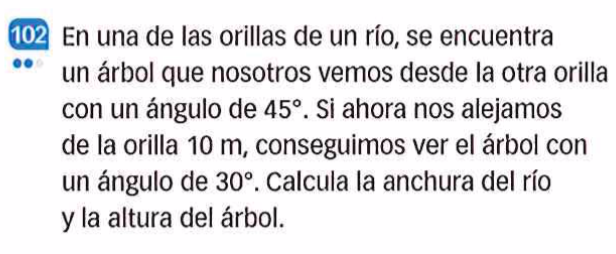 102 En una de las orillas de un río, se encuentra
un árbol que nosotros vemos desde la otra orilla
con un ángulo de 45°. Si ahora nos alejamos
de la orilla 10 m, conseguimos ver el árbol con
un ángulo de 30°. Calcula la anchura del río
y la altura del árbol.